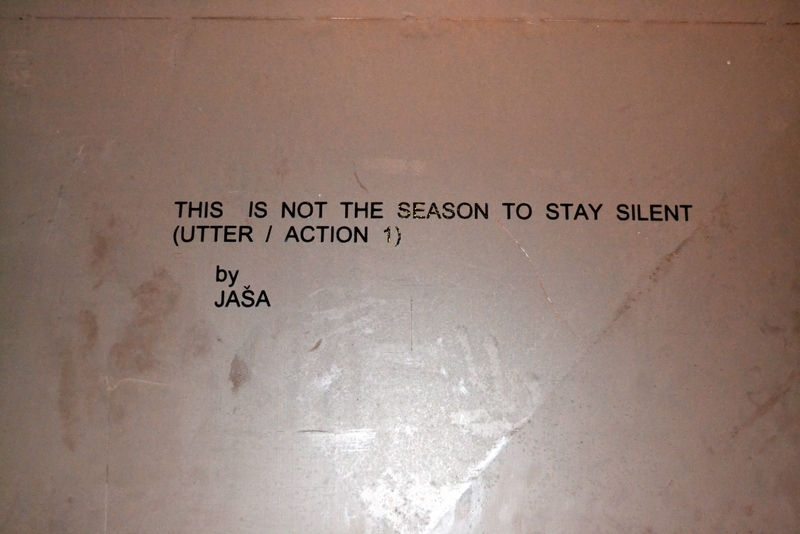 THIS IS NOT THE SEASON TO STAY SILENT
(UTTER / ACTION 1)
by
JAŠA